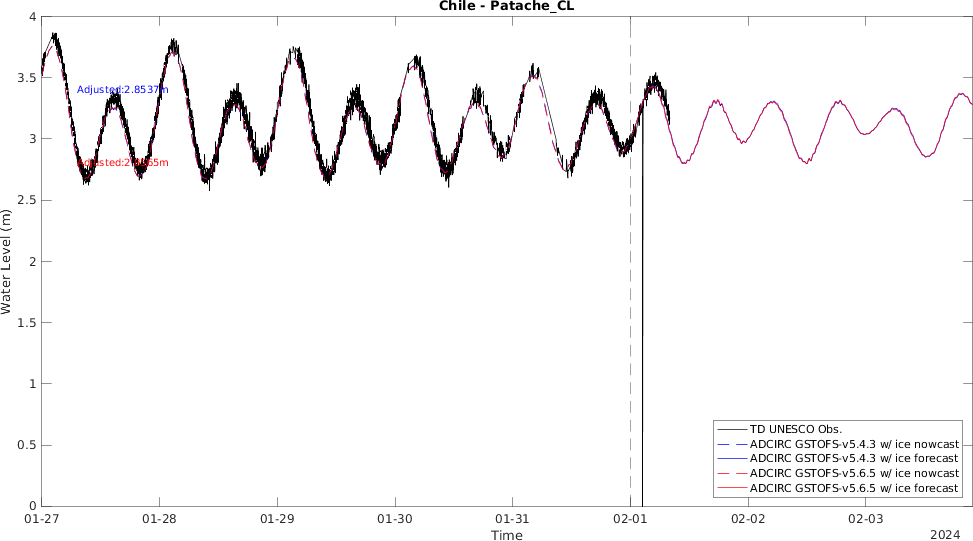 Chile - Patache_CL
4
3.5
3
2.5
2
1.5
1
0.5
0
Water Level (m)
Adjusted:2.8537m
TD UNESCO Obs.
ADCIRC GSTOFS-v5.4.3 w/ ice nowcast
ADCIRC GSTOFS-v5.4.3 w/ ice forecast
ADCIRC GSTOFS-v5.6.5 w/ ice nowcast
ADCIRC GSTOFS-v5.6.5 w/ ice forecast
01-27
01-28
01-29
01-30
01-31
02-01
02-02
02-03
Time
2024